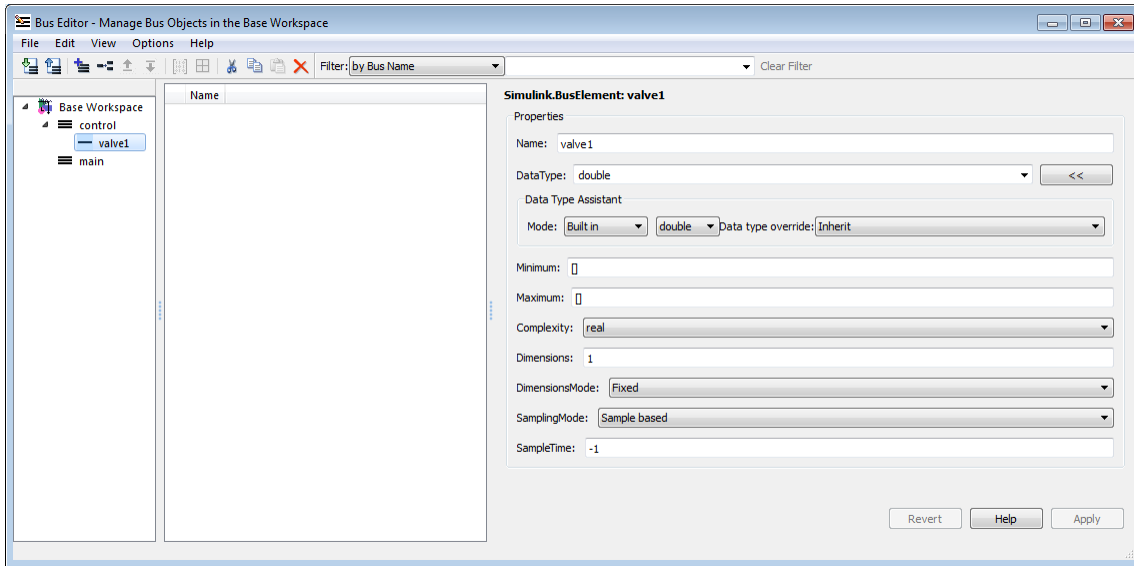 Bus Editor - Manage Bus Objects in the Base Workspace
File Edit View Options Help
Filter: by Bus Name Clear Filter
Base Workspace
control
valve1
main
Name
Simulink.BusElement: valve1
Properties
Name: valve1
DataType: double <<
Data Type Assistant
Mode: Built in double Data type override: Inherit
Minimum: []
Maximum: []
Complexity: real
Dimensions: 1
DimensionsMode: Fixed
SamplingMode: Sample based
SampleTime: -1
Revert Help Apply